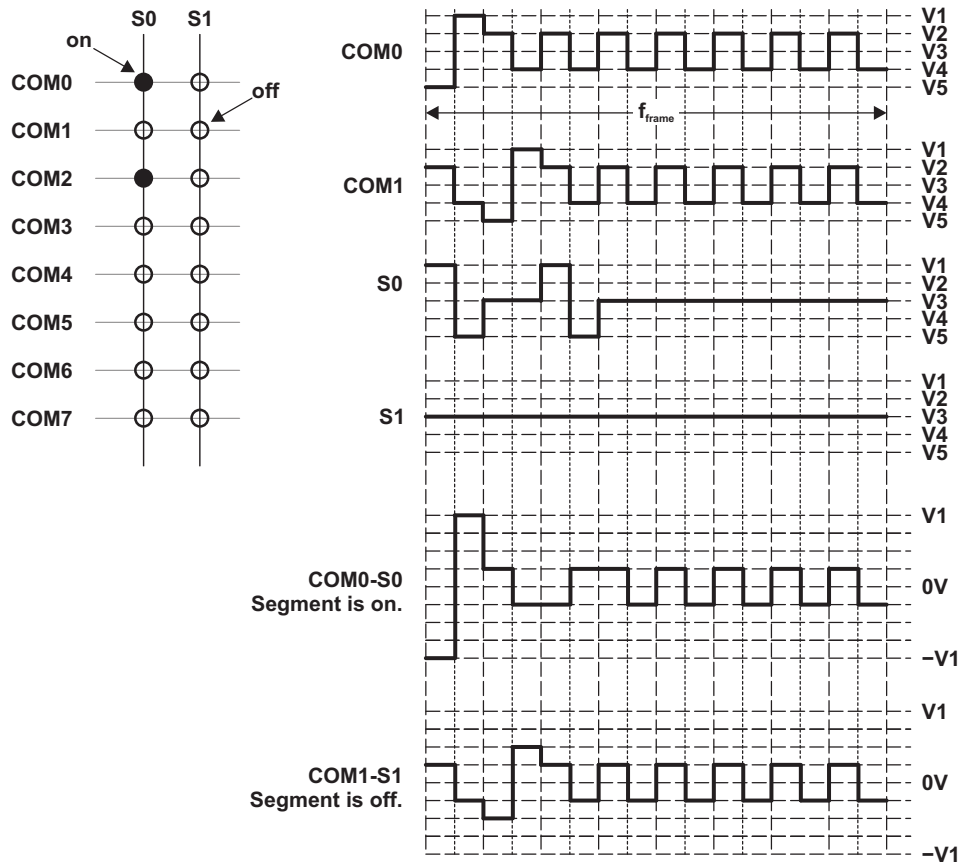 S0 S1
on
COM0
off
COM1
COM2
COM3
COM4
COM5
COM6
COM7
COM0
V1
V2
V3
V4
V5
fframe
COM1
V1
V2
V3
V4
V5
S0
V1
V2
V3
V4
V5
S1
V1
V2
V3
V4
V5
COM0-S0
Segment is on.
V1
0V
−V1
COM1-S1
Segment is off.
V1
0V
−V1